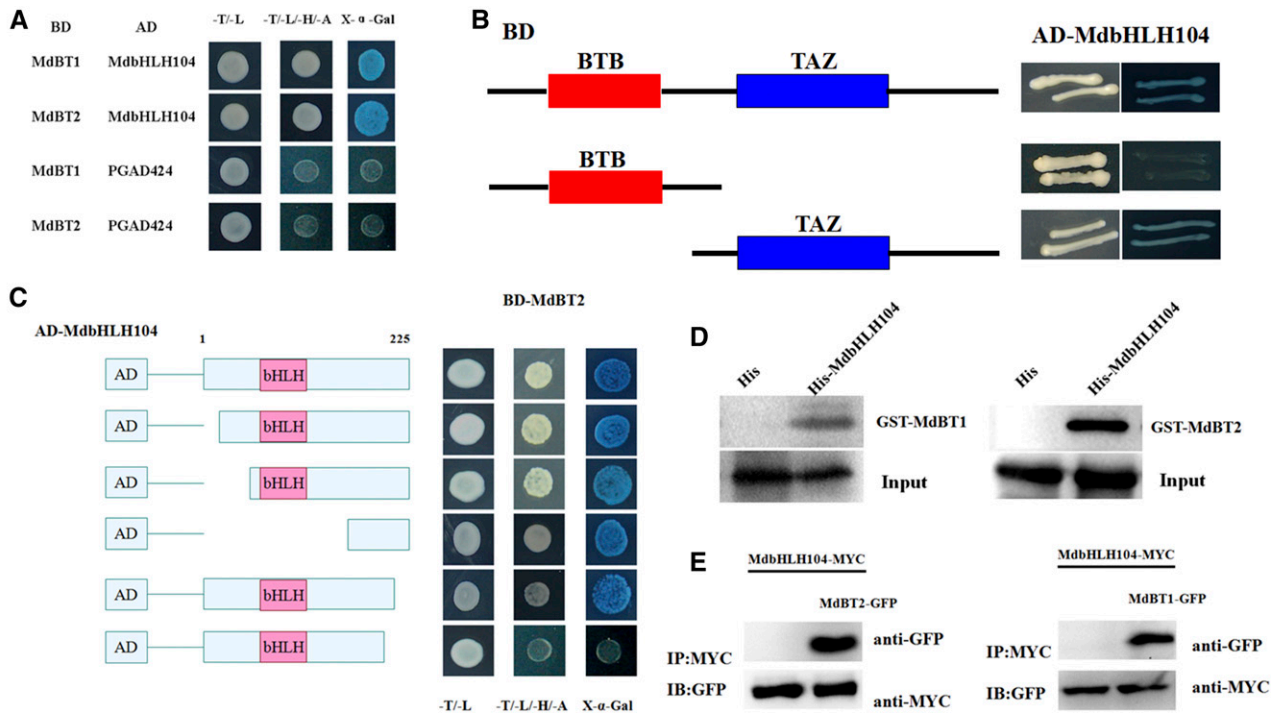 A
BD AD -T/-L -T/-L/-H/-A X-α-Gal
MdBT1 MdbHLH104
MdBT2 MdbHLH104
MdBT1 PGAD424
MdBT2 PGAD424
B
BD
AD-MdbHLH104
BTB TAZ
BTB
TAZ
C
BD-MdBT2
AD-MdbHLH104
1 225
AD bHLH
AD bHLH
AD bHLH
AD
AD bHLH
AD bHLH
-T/-L -T/-L/-H/-A X-α-Gal
D
His His-MdbHLH104
GST-MdBT1
Input
His His-MdbHLH104
GST-MdBT2
Input
E
MdbHLH104-MYC
MdBT2-GFP
IP:MYC anti-GFP
IB:GFP anti-MYC
MdbHLH104-MYC
MdBT1-GFP
IP:MYC anti-GFP
IB:GFP anti-MYC